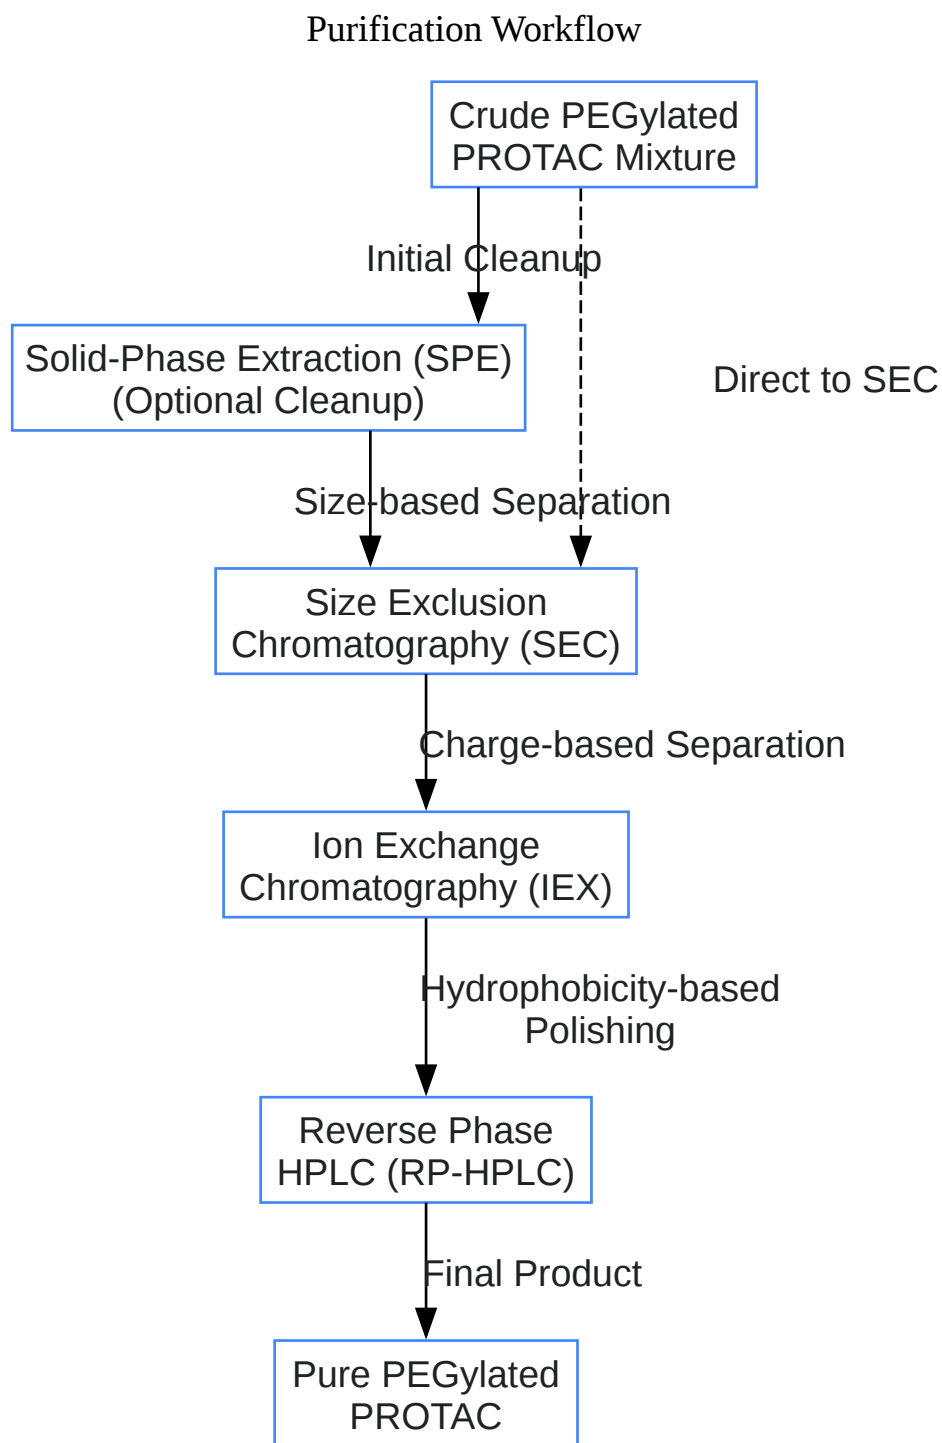 Purification Workflow
Crude PEGylated
PROTAC Mixture
Initial Cleanup
Solid-Phase Extraction (SPE)
(Optional Cleanup)
Direct to SEC
Size-based Separation
Size Exclusion
Chromatography (SEC)
Charge-based Separation
Ion Exchange
Chromatography (IEX)
Hydrophobicity-based
Polishing
Reverse Phase
HPLC (RP-HPLC)
Final Product
Pure PEGylated
PROTAC